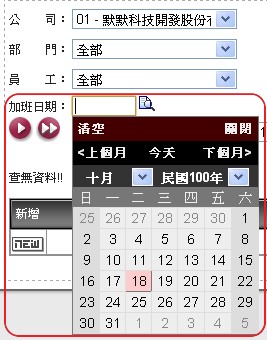 公　司： 01 - 默默科技開發股份
部　門： 全部
員　工： 全部
加班日期：
清空 關閉
<上個月 今天 下個月>
十月 民國100年
日 一 二 三 四 五 六
25 26 27 28 29 30 1
2 3 4 5 6 7 8
9 10 11 12 13 14 15
16 17 18 19 20 21 22
23 24 25 26 27 28 29
30 31 1 2 3 4 5
查無資料!!
新增
NEW